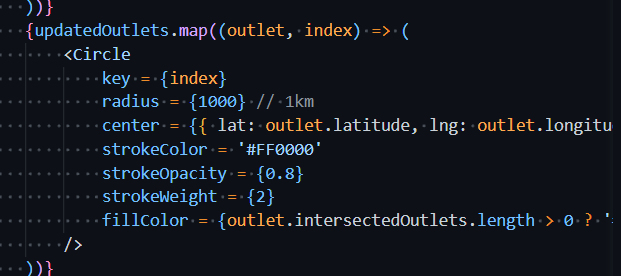 ))}
{updatedOutlets.map((outlet, index) => (
<Circle
key = {index}
radius = {1000} // 1km
center = {{ lat: outlet.latitude, lng: outlet.longitu
strokeColor = '#FF0000'
strokeOpacity = {0.8}
strokeWeight = {2}
fillColor = {outlet.intersectedOutlets.length > 0 ? '
/>
))}